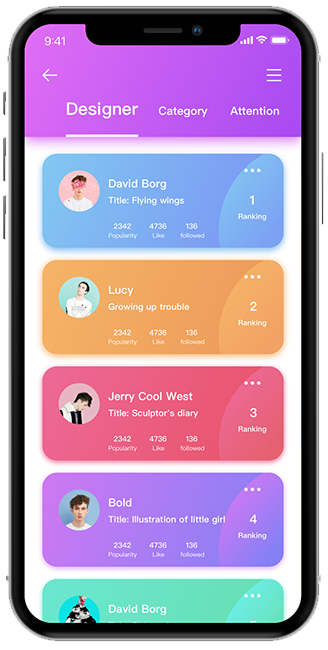 9:41
Designer Category Attention
David Borg
Title: Flying wings
1
Ranking
2342 4736 136
Popularity Like followed
Lucy
Growing up trouble
2
Ranking
2342 4736 136
Popularity Like followed
Jerry Cool West
Title: Sculptor's diary
3
Ranking
2342 4736 136
Popularity Like followed
Bold
Title: Illustration of little girl
4
Ranking
2342 4736 136
Popularity Like followed
David Borg